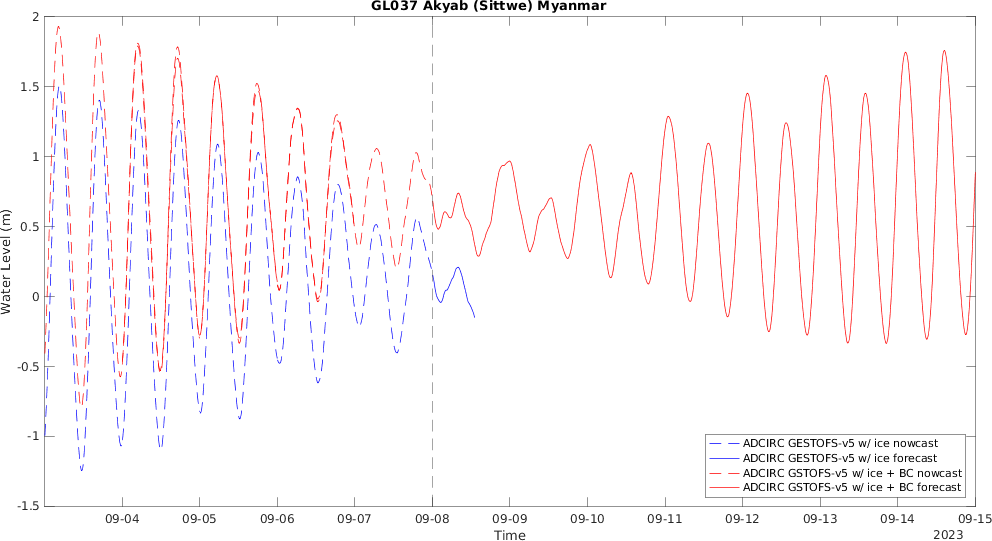 GL037 Akyab (Sittwe) Myanmar
2
1.5
1
0.5
0
-0.5
-1
-1.5
Water Level (m)
09-04 09-05 09-06 09-07 09-08 09-09 09-10 09-11 09-12 09-13 09-14 09-15
Time
2023
ADCIRC GESTOFS-v5 w/ ice nowcast
ADCIRC GESTOFS-v5 w/ ice forecast
ADCIRC GSTOFS-v5 w/ ice + BC nowcast
ADCIRC GSTOFS-v5 w/ ice + BC forecast